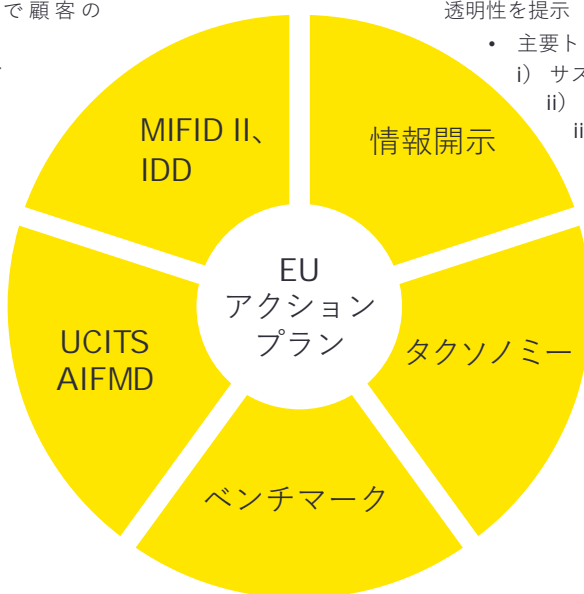 で顧客の
透明性を提示
• 主要ト
i) サス
ii)
ii
MIFID II、
IDD
情報開示
EU
アクション
プラン
UCITS
AIFMD
タクソノミー
ベンチマーク